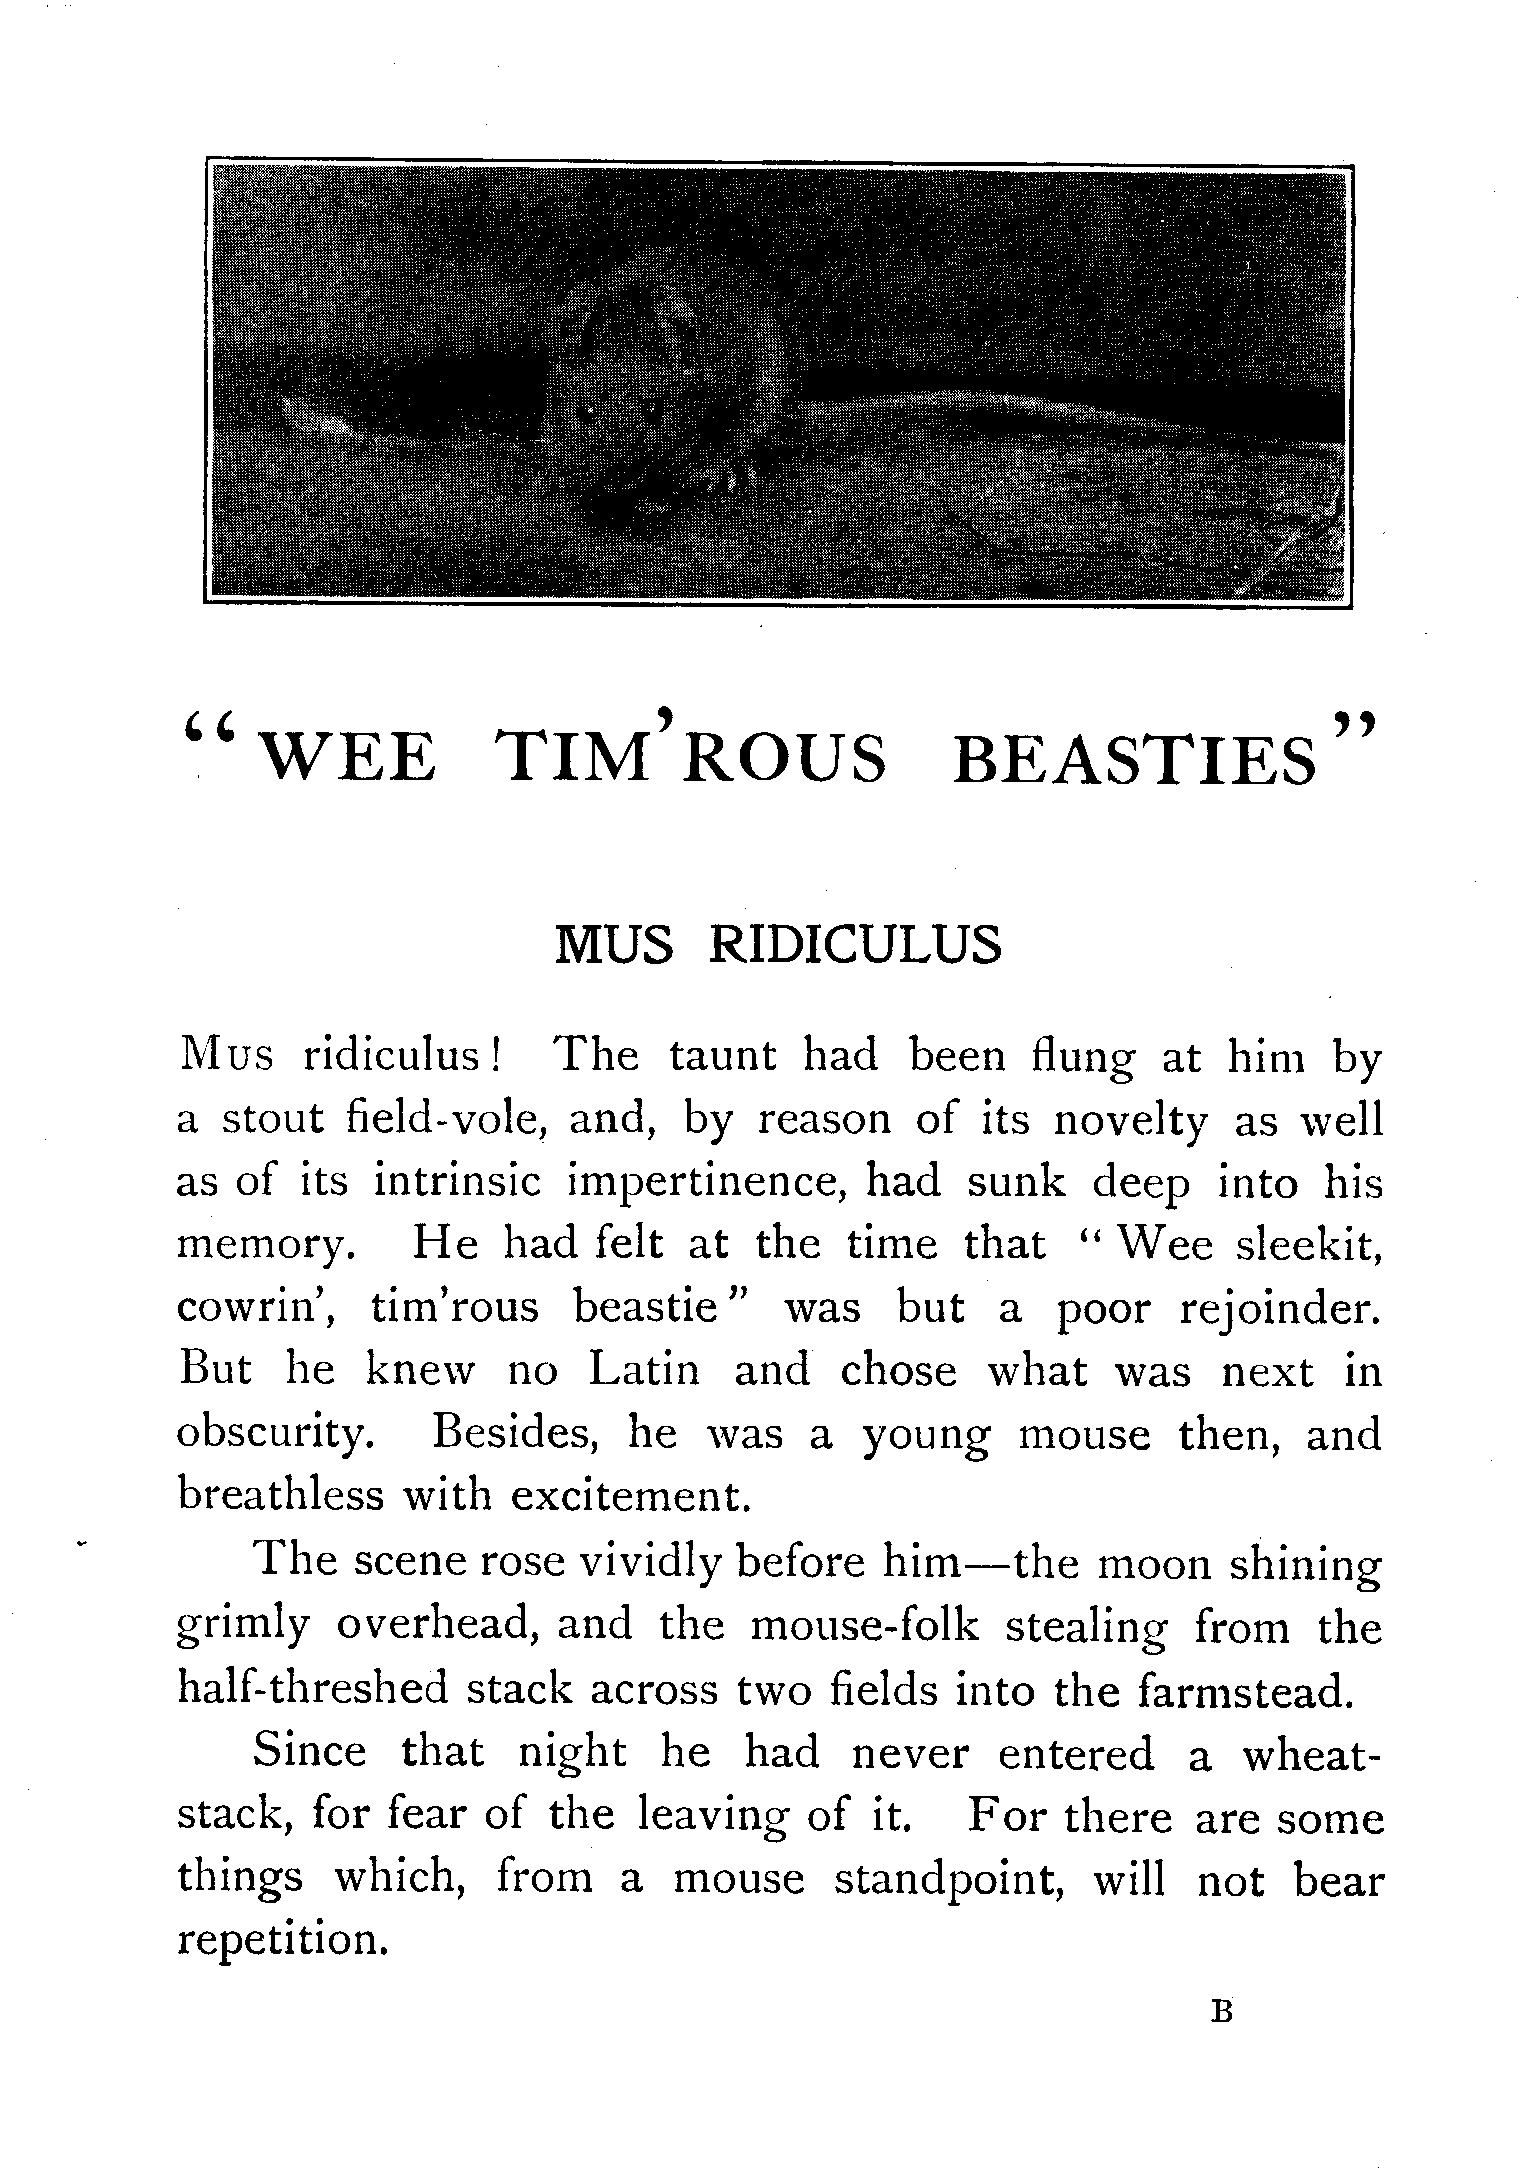 “WEE TIM’ROUS BEASTIES”
MUS RIDICULUS
Mus ridiculus! The taunt had been flung at him by
a stout field-vole, and, by reason of its novelty as well
as of its intrinsic impertinence, had sunk deep into his
memory. He had felt at the time that “Wee sleekit,
cowrin’, tim’rous beastie” was but a poor rejoinder.
But he knew no Latin and chose what was next in
obscurity. Besides, he was a young mouse then, and
breathless with excitement.
The scene rose vividly before him—the moon shining
grimly overhead, and the mouse-folk stealing from the
half-threshed stack across two fields into the farmstead.
Since that night he had never entered a wheat-
stack, for fear of the leaving of it. For there are some
things which, from a mouse standpoint, will not bear
repetition.
B